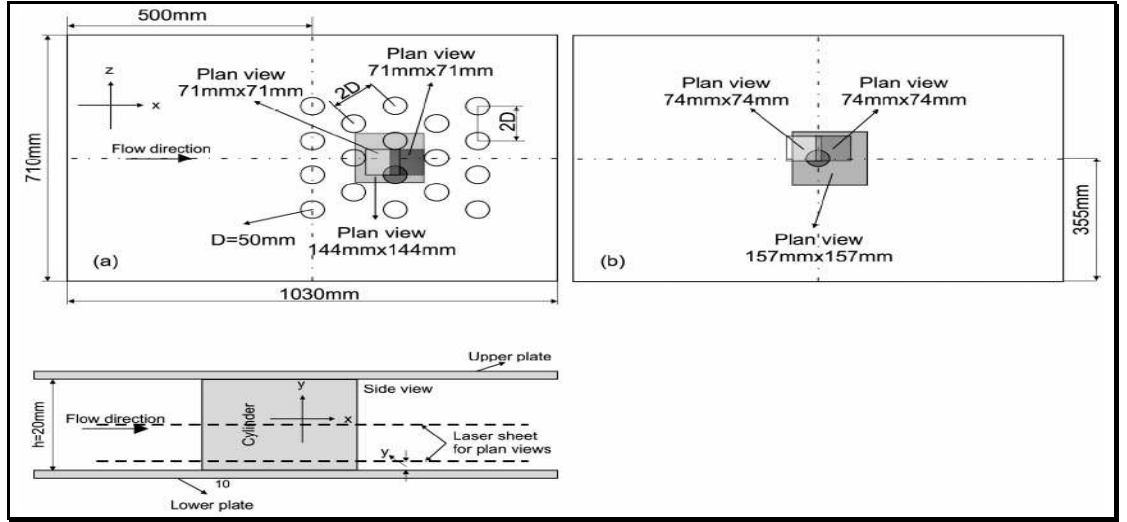 500mm
Plan view
71mmx71mm
Plan view
71mmx71mm
z
x
2D
2D
Flow direction
710mm
D=50mm
Plan view
144mmx144mm
(a)
1030mm
Plan view
74mmx74mm
Plan view
74mmx74mm
Plan view
157mmx157mm
355mm
(b)
Upper plate
Side view
y
x
Cylinder
Flow direction
h=20mm
Laser sheet
for plan views
y
10
Lower plate